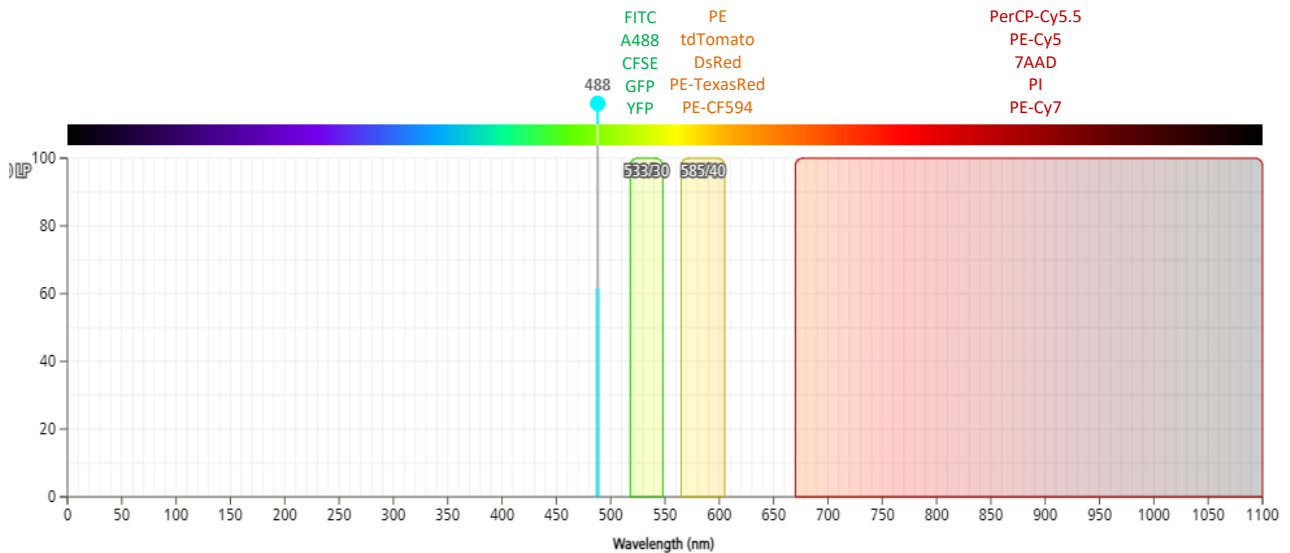 FITC PE PerCP-Cy5.5
A488 tdTomato PE-Cy5
CFSE DsRed 7AAD
GFP PE-TexasRed PI
YFP PE-CF594 PE-Cy7
488
100
LP 533/30 585/40
80
60
40
20
0
0 50 100 150 200 250 300 350 400 450 500 550 600 650 700 750 800 850 900 950 1000 1050 1100
Wavelength (nm)